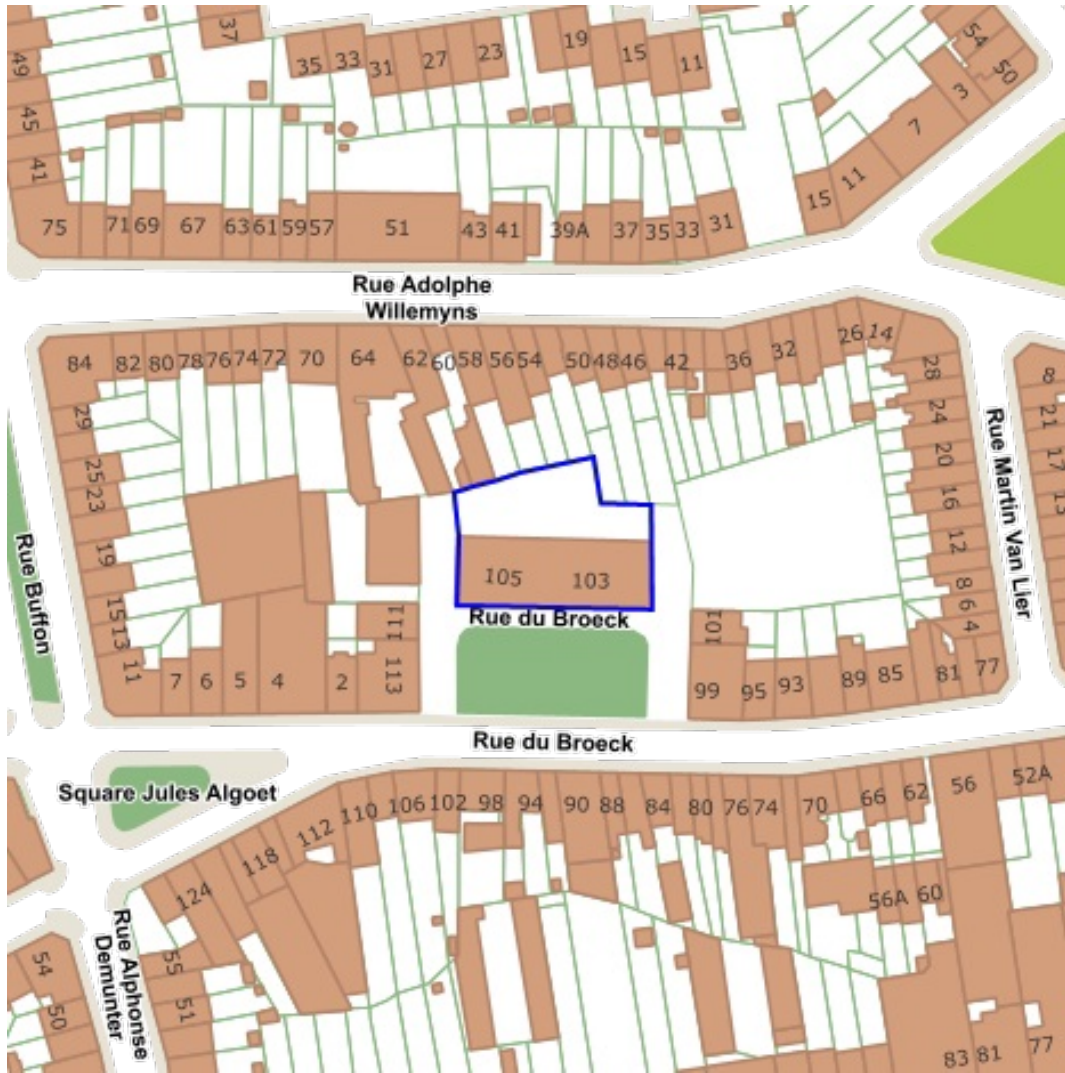 37
35 33 31 27 23 19 15 11
54
50
3
7
11
15
49
45
41
75 71 69 67 63 61 59 57 51 43 41 39A 37 35 33 31
Rue Adolphe
Willemyns
84 82 80 78 76 74 72 70 64 62 60 58 56 54 50 48 46 42 36 32 26 14
28
24
20
16
12
8
6
4
29
25
23
19
15
13
11
8
21
17
13
Rue Martin Van Lier
Rue Buffon
105 103
Rue du Broeck
111
113
101
7 6 5 4 2
99 95 93 89 85 81 77
Rue du Broeck
Square Jules Algoet
124 118 112 110 106 102 98 94 90 88 84 80 76 74 70 66 62 56 52A
56A 60
Rue Alphonse
Demunter
54
50
55
51
83 81 77